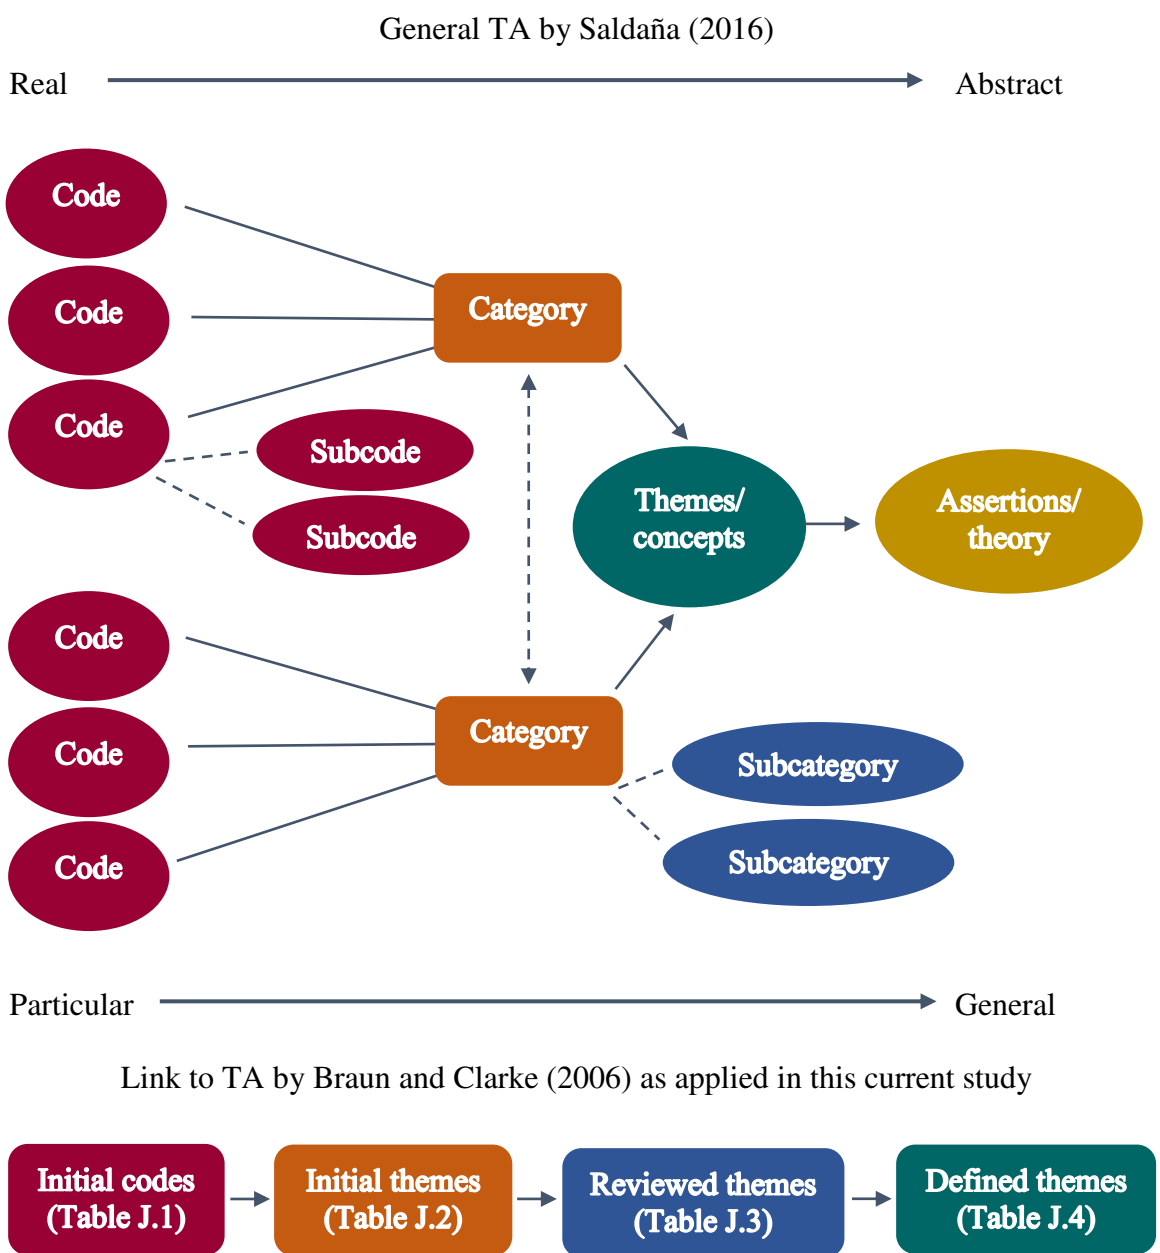 General TA by Saldaña (2016)
Real
Abstract
Code
Code
Category
Code
Subcode
Subcode
Themes/
concepts
Assertions/
theory
Code
Code
Category
Code
Subcategory
Subcategory
Particular
General
Link to TA by Braun and Clarke (2006) as applied in this current study
Initial codes
(Table J.1)
Initial themes
(Table J.2)
Reviewed themes
(Table J.3)
Defined themes
(Table J.4)